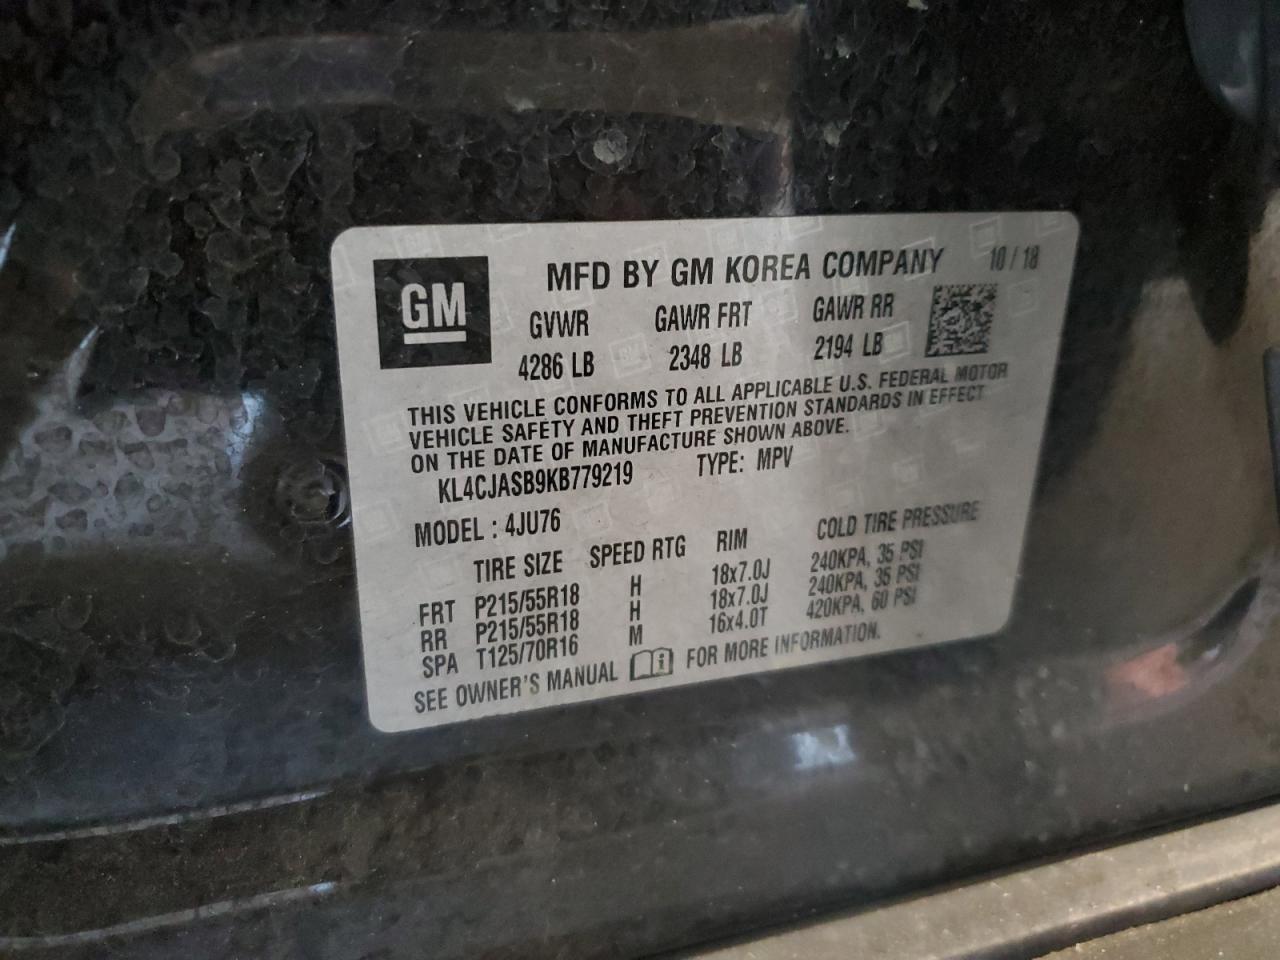 GM
MFD BY GM KOREA COMPANY 10/18
GVWR GAWR FRT GAWR RR
4286 LB 2348 LB 2194 LB
THIS VEHICLE CONFORMS TO ALL APPLICABLE U.S. FEDERAL MOTOR
VEHICLE SAFETY AND THEFT PREVENTION STANDARDS IN EFFECT
ON THE DATE OF MANUFACTURE SHOWN ABOVE.
KL4CJASB9KB779219 TYPE: MPV
MODEL : 4JU76
TIRE SIZE SPEED RTG RIM COLD TIRE PRESSURE
FRT P215/55R18 H 18x7.0J 240KPA, 35 PSI
RR P215/55R18 H 18x7.0J 240KPA, 35 PSI
SPA T125/70R16 M 16x4.0T 420KPA, 60 PSI
SEE OWNER'S MANUAL i FOR MORE INFORMATION.